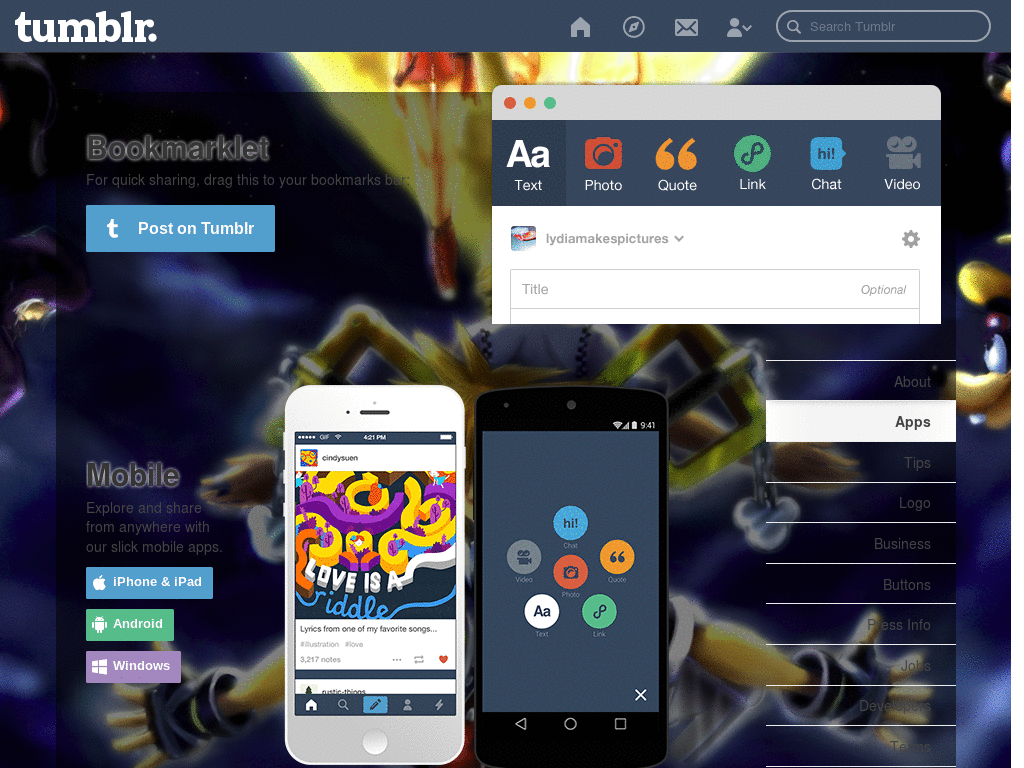 tumblr.
Search Tumblr
Bookmarklet
For quick sharing, drag this to your bookmarks bar:
Post on Tumblr
Aa
hi!
Text
Photo
Quote
Link
Chat
Video
lydiamakespictures
Title
Optional
About
Apps
Tips
Logo
Business
Buttons
Press Info
Jobs
Developers
Terms
Mobile
Explore and share
from anywhere with
our slick mobile apps.
iPhone & iPad
Android
Windows
GIF
4:21 PM
cindysuen
LOVE IS A
riddle
Lyrics from one of my favorite songs...
#illustration #love
3,217 notes
rustic-things
9:41
hi!
Chat
Video
Quote
Photo
Aa
Text
Link